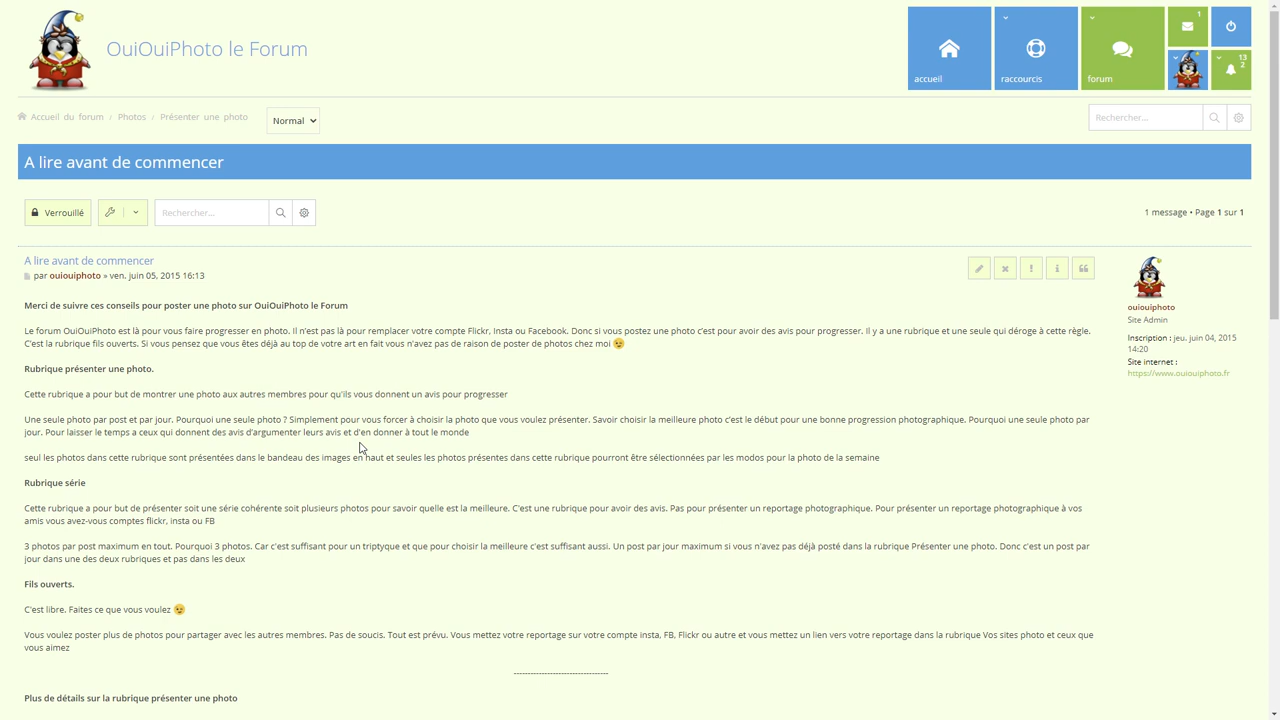 OuiOuiPhoto le Forum
accueil
raccourcis
forum
1
13
2
Accueil du forum / Photos / Présenter une photo
Normal
Rechercher...
A lire avant de commencer
Verrouillé
Rechercher...
1 message • Page 1 sur 1
A lire avant de commencer
par ouiouiphoto » ven. juin 05, 2015 16:13
ouiouiphoto
Site Admin
Inscription : jeu. juin 04, 2015
14:20
Site internet :
https://www.ouiouiphoto.fr
Merci de suivre ces conseils pour poster une photo sur OuiOuiPhoto le Forum
Le forum OuiOuiPhoto est là pour vous faire progresser en photo. Il n'est pas là pour remplacer votre compte Flickr, Insta ou Facebook. Donc si vous postez une photo c'est pour avoir des avis pour progresser. Il y a une rubrique et une seule qui déroge à cette règle.
C'est la rubrique fils ouverts. Si vous pensez que vous êtes déjà au top de votre art en fait vous n'avez pas de raison de poster de photos chez moi 😉
Rubrique présenter une photo.
Cette rubrique a pour but de montrer une photo aux autres membres pour qu'ils vous donnent un avis pour progresser
Une seule photo par post et par jour. Pourquoi une seule photo ? Simplement pour vous forcer à choisir la photo que vous voulez présenter. Savoir choisir la meilleure photo c'est le début pour une bonne progression photographique. Pourquoi une seule photo par
jour. Pour laisser le temps a ceux qui donnent des avis d'argumenter leurs avis et d'en donner à tout le monde
seul les photos dans cette rubrique sont présentées dans le bandeau des images en haut et seules les photos présentes dans cette rubrique pourront être sélectionnées par les modos pour la photo de la semaine
Rubrique série
Cette rubrique a pour but de présenter soit une série cohérente soit plusieurs photos pour savoir quelle est la meilleure. C'est une rubrique pour avoir des avis. Pas pour présenter un reportage photographique. Pour présenter un reportage photographique à vos
amis vous avez-vous comptes flickr, insta ou FB
3 photos par post maximum en tout. Pourquoi 3 photos. Car c'est suffisant pour un triptyque et que pour choisir la meilleure c'est suffisant aussi. Un post par jour maximum si vous n'avez pas déjà posté dans la rubrique Présenter une photo. Donc c'est un post par
jour dans une des deux rubriques et pas dans les deux
Fils ouverts.
C'est libre. Faites ce que vous voulez 😉
Vous voulez poster plus de photos pour partager avec les autres membres. Pas de soucis. Tout est prévu. Vous mettez votre reportage sur votre compte insta, FB, Flickr ou autre et vous mettez un lien vers votre reportage dans la rubrique Vos sites photo et ceux que
vous aimez
----------------------------------
Plus de détails sur la rubrique présenter une photo